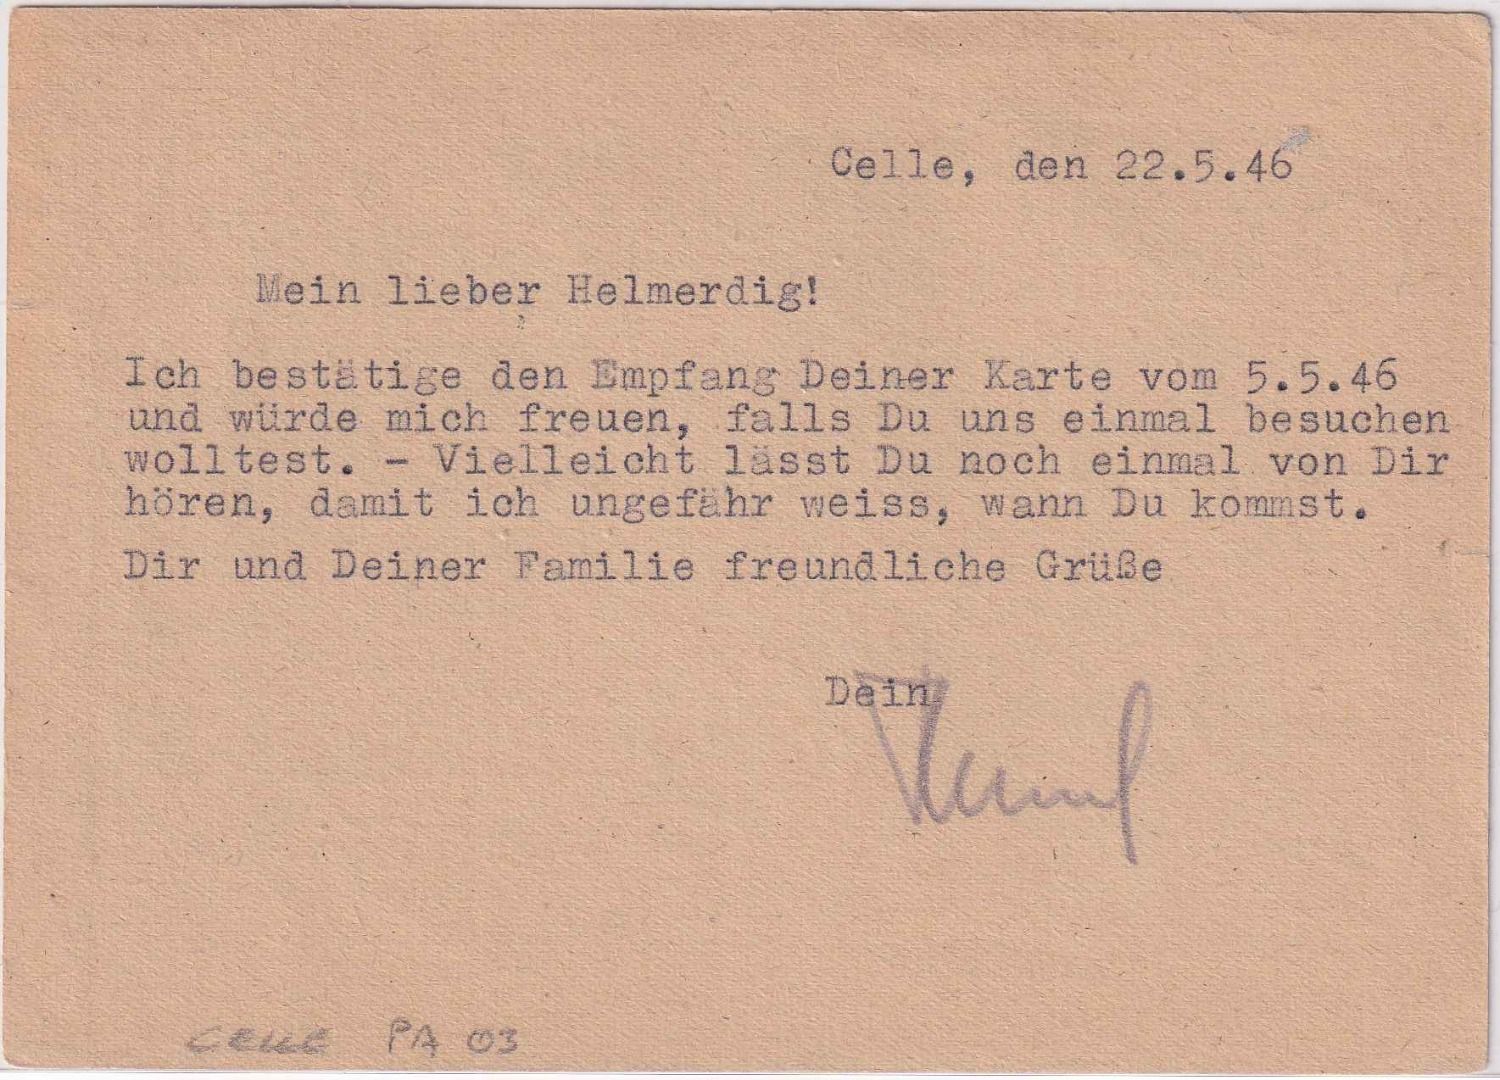 Celle, den 22.5.46
Mein lieber Helmerdig!
Ich bestätige den Empfang Deiner Karte vom 5.5.46
und würde mich freuen, falls Du uns einmal besuchen
wolltest. - Vielleicht lässt Du noch einmal von Dir
hören, damit ich ungefähr weiss, wann Du kommst.
Dir und Deiner Familie freundliche Grüße
Dein
Celle PA 03